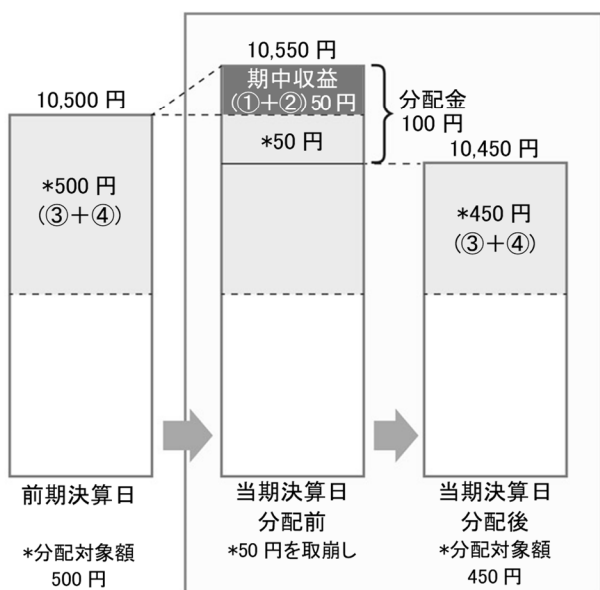 10,500 円
*500 円
(③+④)
前期決算日
*分配対象額
500 円
10,550 円
期中収益
(①+②) 50 円
*50 円
分配金
100 円
当期決算日
分配前
*50 円を取崩し
10,450 円
*450 円
(③+④)
当期決算日
分配後
*分配対象額
450 円